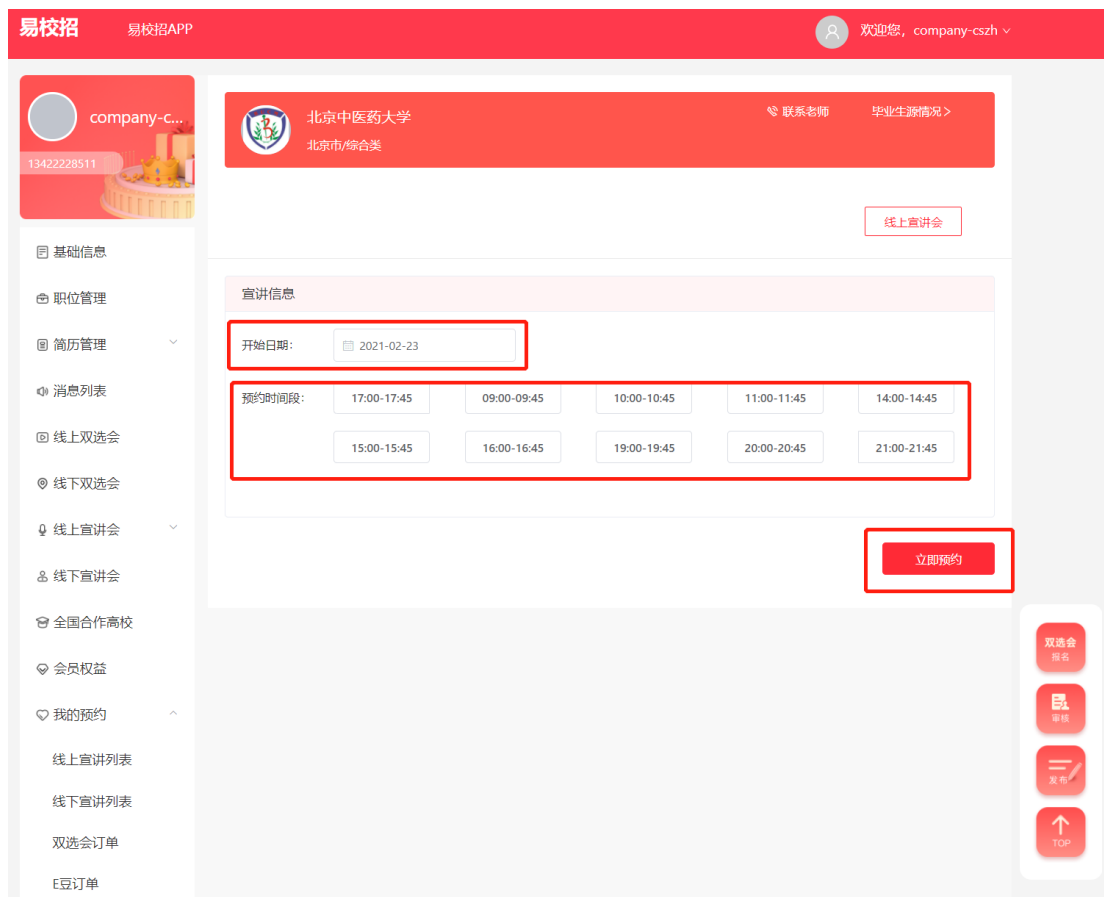 易校招 易校招APP 欢迎您，company-cszh
company-c...
13422228511
基础信息
职位管理
简历管理
消息列表
线上双选会
线下双选会
线上宣讲会
线下宣讲会
全国合作高校
会员权益
我的预约
线上宣讲列表
线下宣讲列表
双选会订单
E豆订单
北京中医药大学 联系老师 毕业生源情况>
北京市/综合类
线上宣讲会
宣讲信息
开始日期： 2021-02-23
预约时间段： 17:00-17:45 09:00-09:45 10:00-10:45 11:00-11:45 14:00-14:45
15:00-15:45 16:00-16:45 19:00-19:45 20:00-20:45 21:00-21:45
立即预约
双选会
报名
审核
发布
TOP